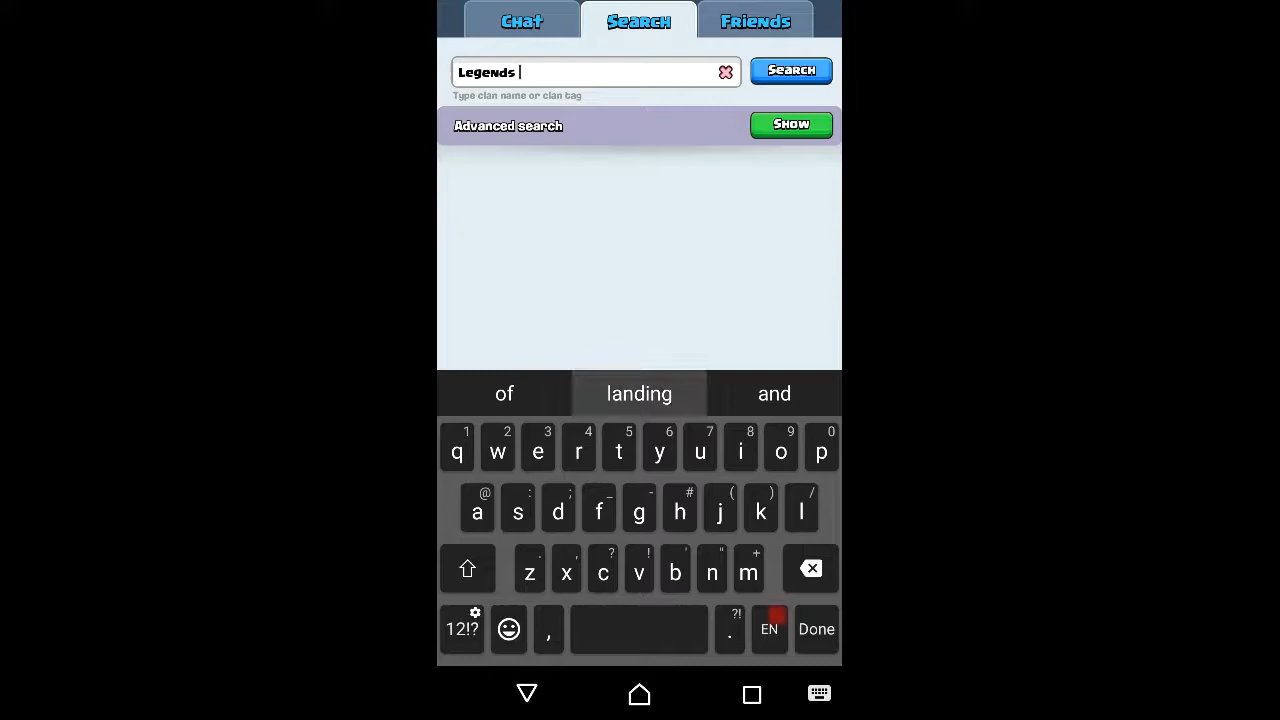 Chat Search Friends
Legends
Search
Type clan name or clan tag
Advanced search
Show
of landing and
1 2 3 4 5 6 7 8 9 0
q w e r t y u i o p
@ : ; _ - # ( ) /
a s d f g h j k l
. , ? ! ' " +
z x c v b n m
?!
12!? , . EN Done